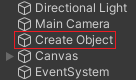 Directional Light
Main Camera
Create Object
Canvas
EventSystem